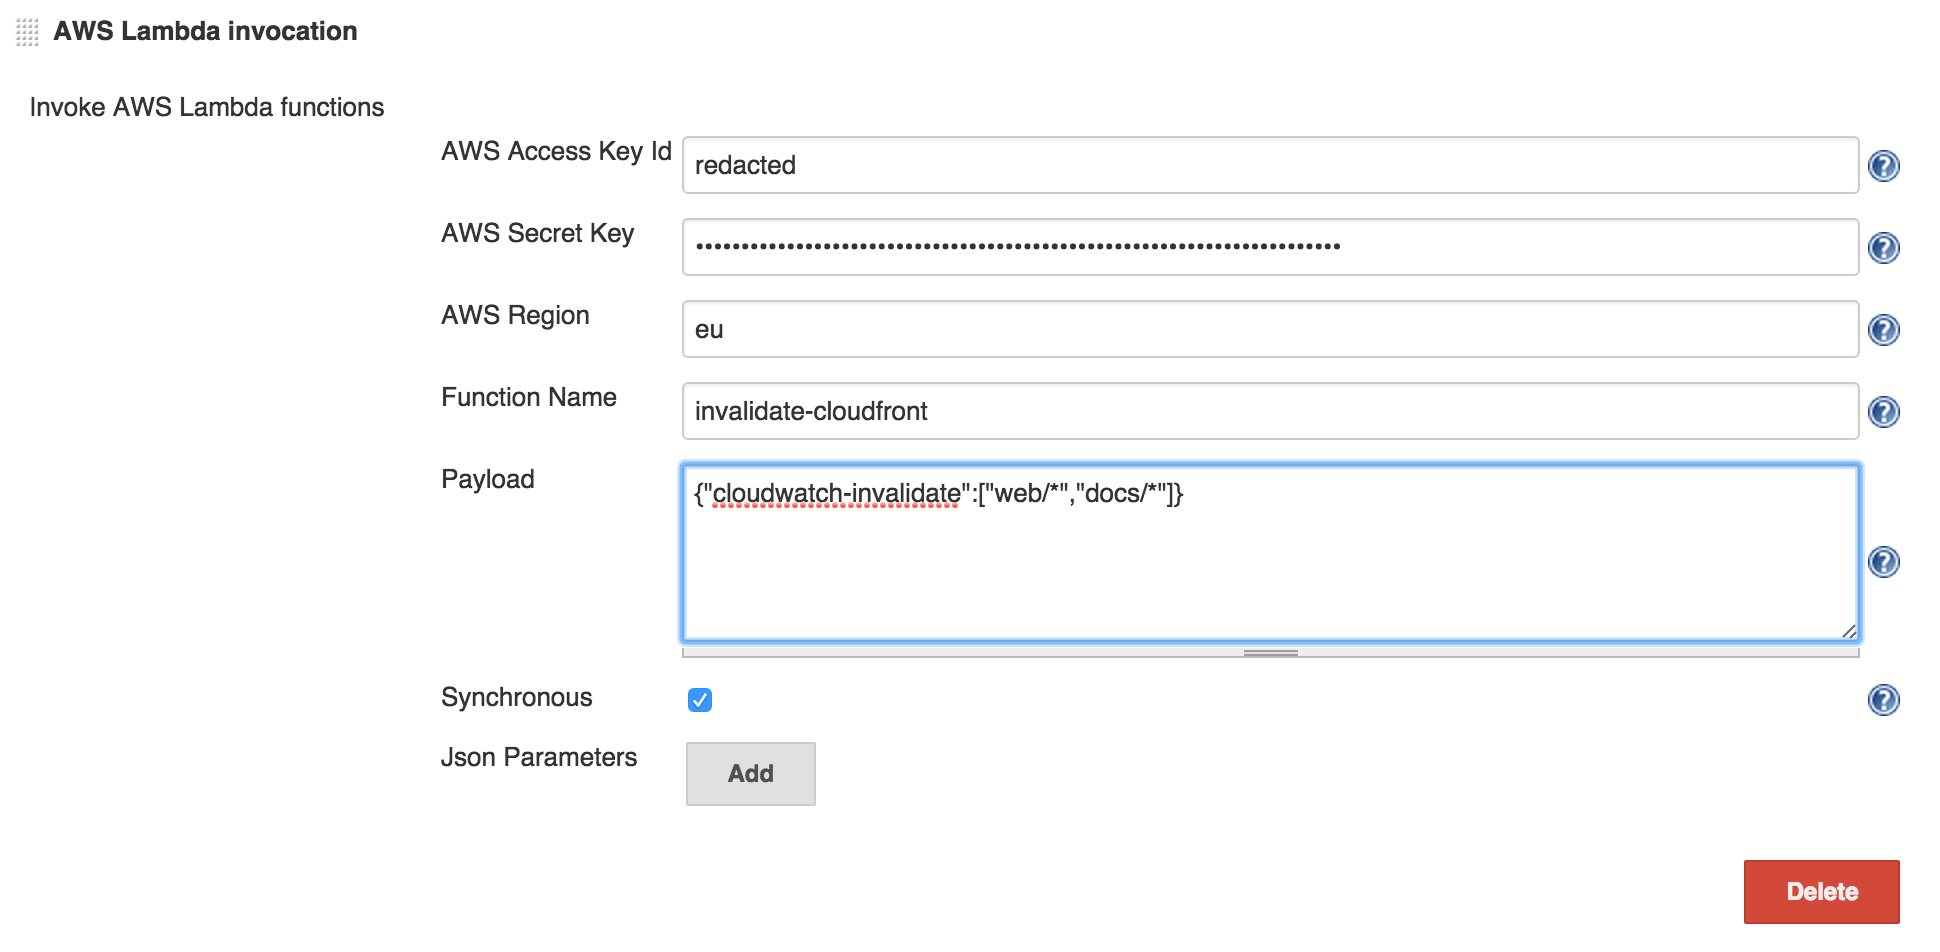 AWS Lambda invocation
Invoke AWS Lambda functions
AWS Access Key Id redacted
AWS Secret Key ••••••••••••••••••••••••••••••••••••••••••••••••••••••••••••••••••••••••
AWS Region eu
Function Name invalidate-cloudfront
Payload {"cloudwatch-invalidate":["web/*","docs/*"]}
Synchronous
Json Parameters Add
Delete